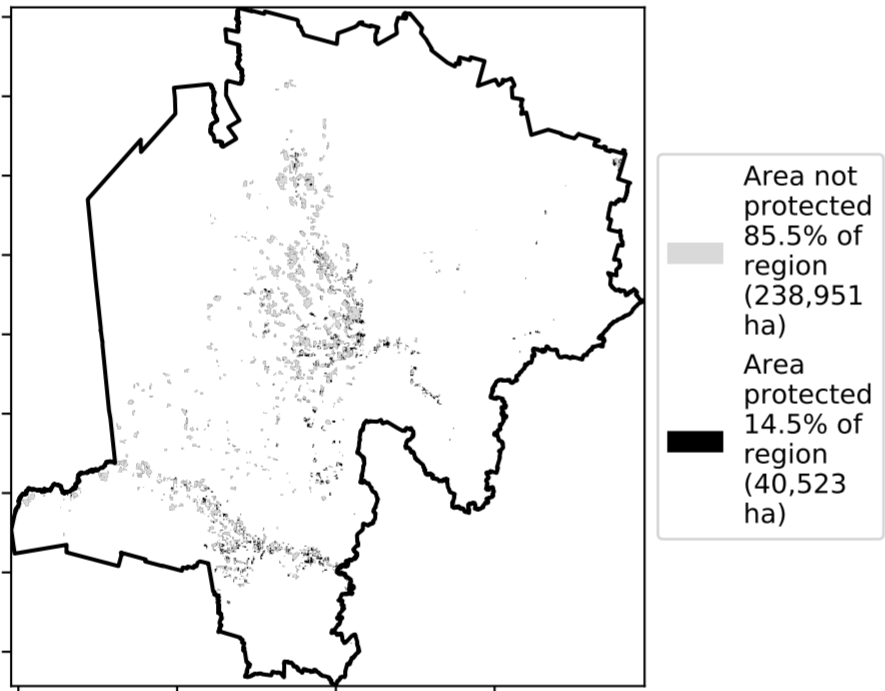 Area not
protected
85.5% of
region
(238,951
ha)
Area
protected
14.5% of
region
(40,523
ha)